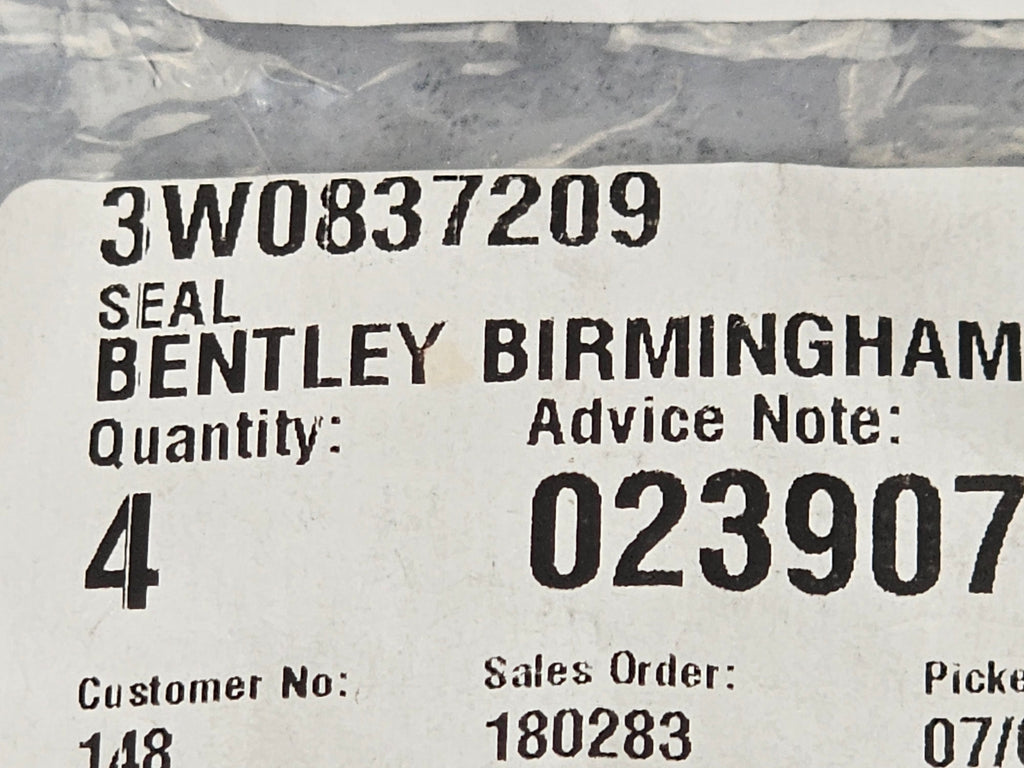 3W0837209
SEAL
BENTLEY BIRMINGHAM
Quantity: Advice Note:
4 023907
Customer No: Sales Order:
148 180283